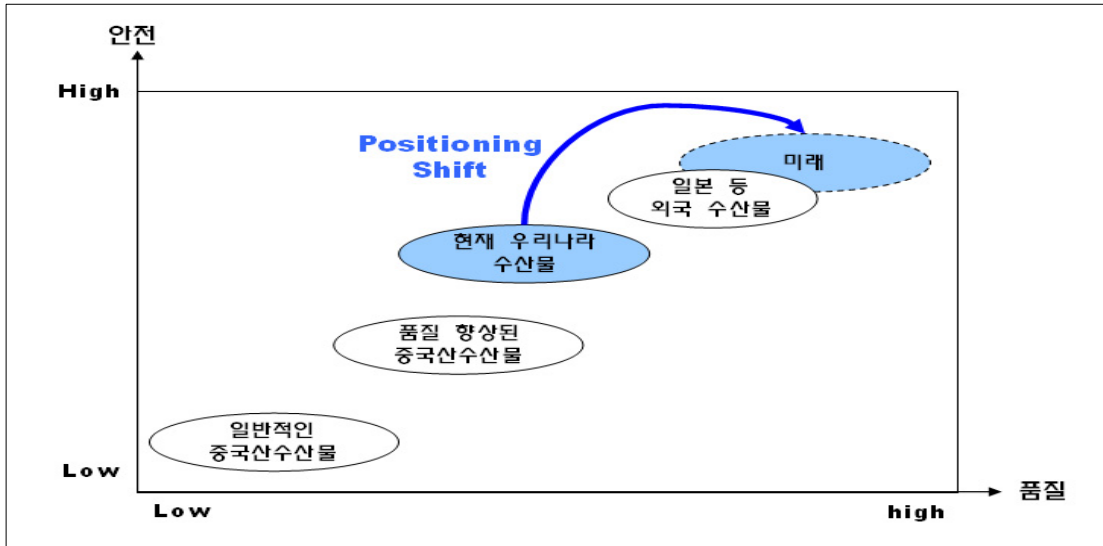 안전
High
Positioning
Shift
미래
일본 등
외국 수산물
현재 우리나라
수산물
품질 향상된
중국산수산물
일반적인
중국산수산물
Low
Low
high
품질